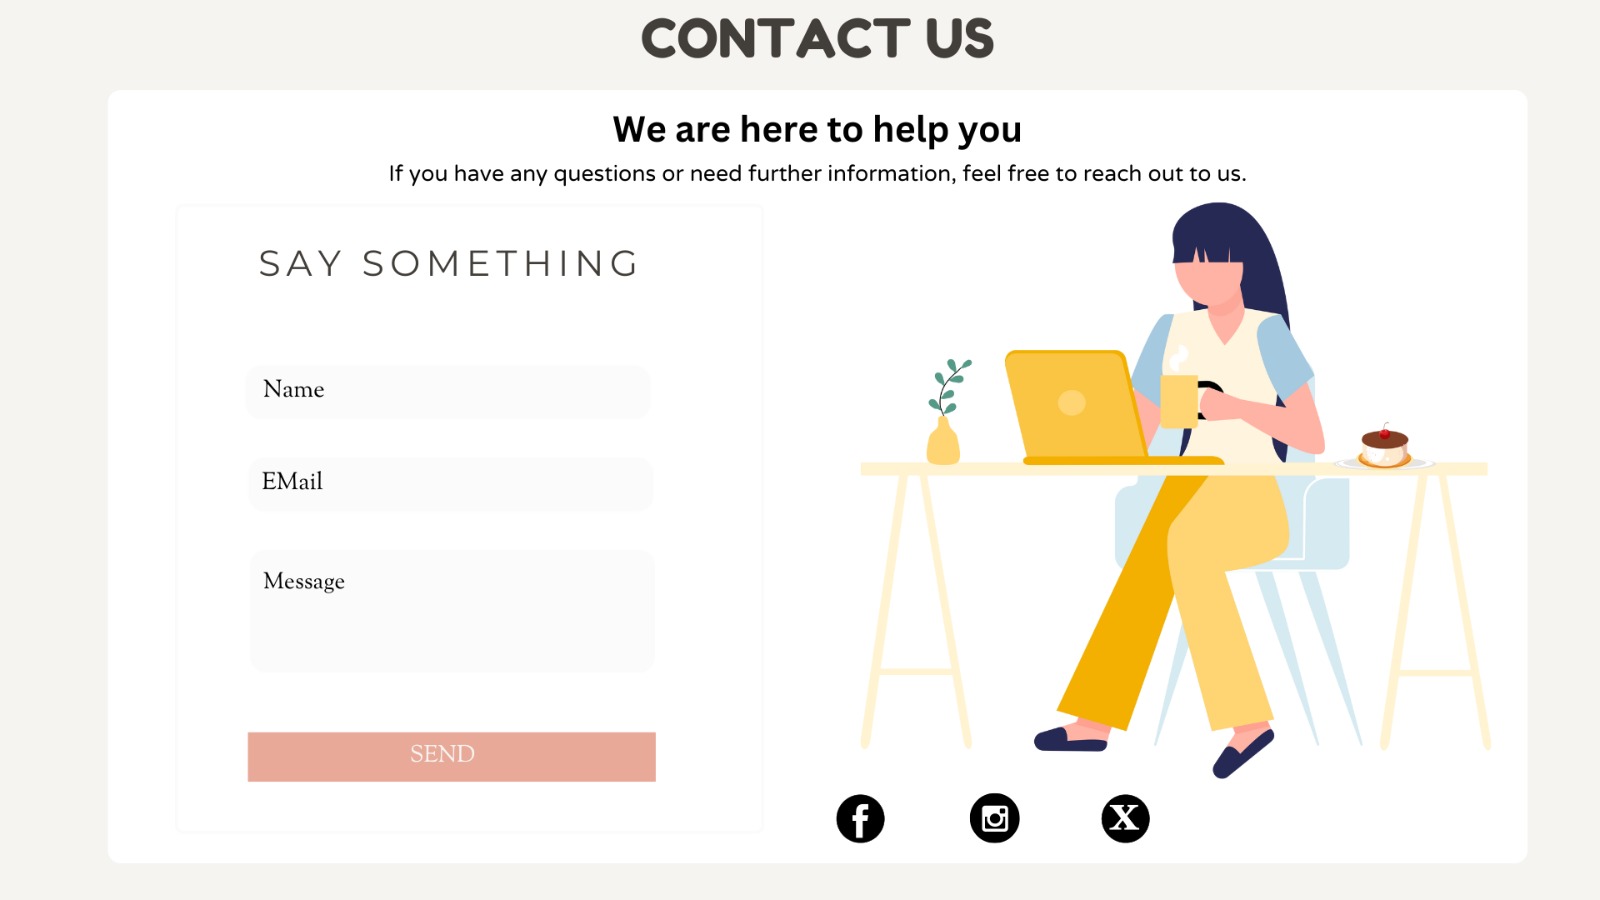 CONTACT US
We are here to help you
If you have any questions or need further information, feel free to reach out to us.
SAY SOMETHING
Name
EMail
Message
SEND
f
X